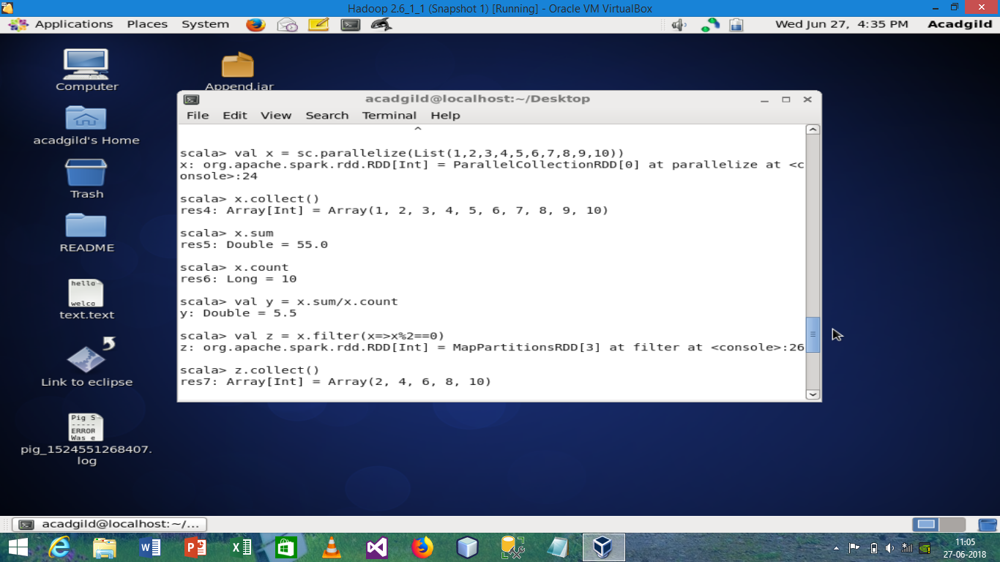 Hadoop 2.6_1_1 (Snapshot 1) [Running] - Oracle VM VirtualBox
Applications Places System
Wed Jun 27, 4:35 PM Acadgild
Computer
Append.jar
acadgild's Home
Trash
README
hello
welco
text.text
Link to eclipse
Pig S
-----
ERROR
Was e
pig_1524551268407.
log
acadgild@localhost:~/Desktop
File Edit View Search Terminal Help
^
scala> val x = sc.parallelize(List(1,2,3,4,5,6,7,8,9,10))
x: org.apache.spark.rdd.RDD[Int] = ParallelCollectionRDD[0] at parallelize at <c
onsole>:24
scala> x.collect()
res4: Array[Int] = Array(1, 2, 3, 4, 5, 6, 7, 8, 9, 10)
scala> x.sum
res5: Double = 55.0
scala> x.count
res6: Long = 10
scala> val y = x.sum/x.count
y: Double = 5.5
scala> val z = x.filter(x=>x%2==0)
z: org.apache.spark.rdd.RDD[Int] = MapPartitionsRDD[3] at filter at <console>:26
scala> z.collect()
res7: Array[Int] = Array(2, 4, 6, 8, 10)
acadgild@localhost:~/...
11:05
27-06-2018